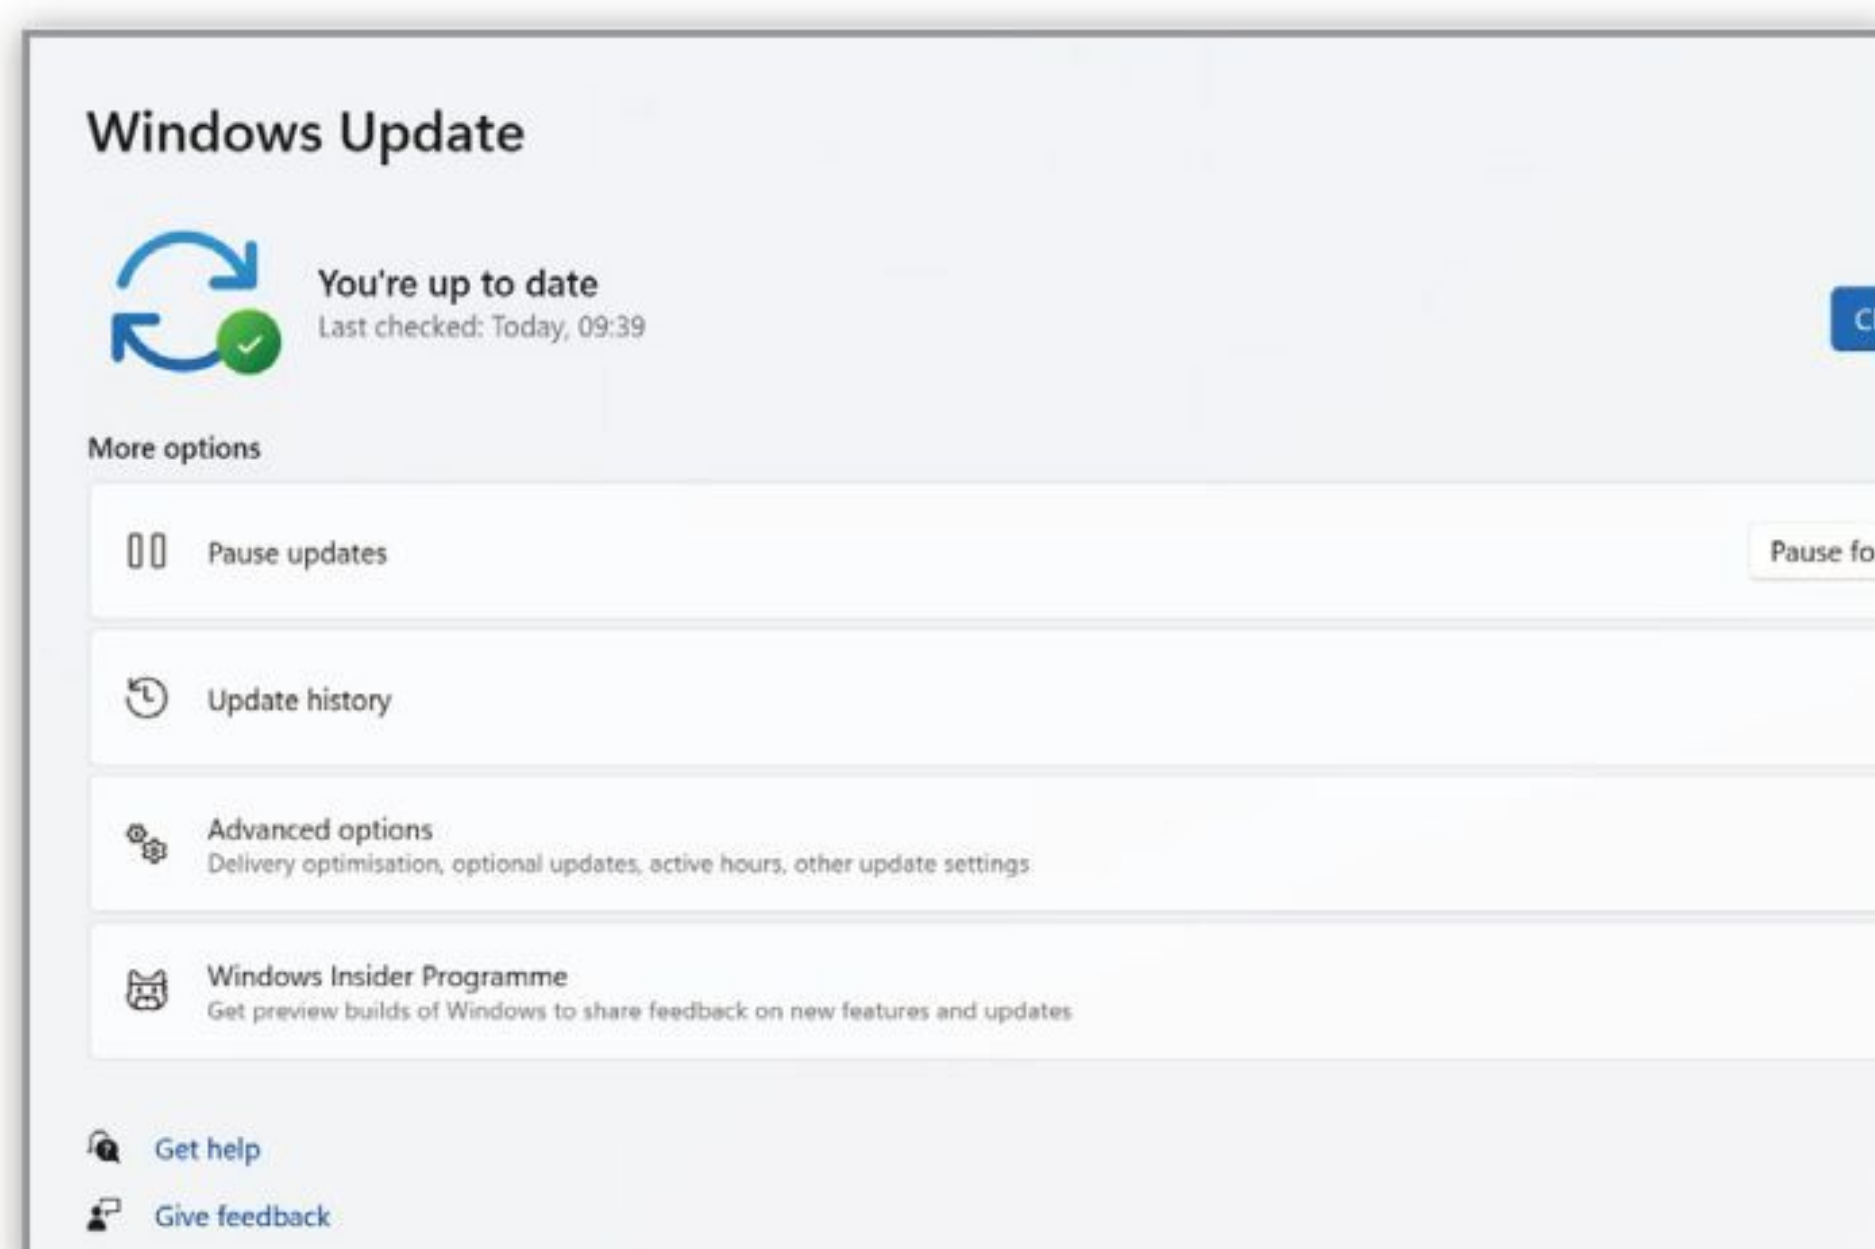 Windows Update
You're up to date
Last checked: Today, 09:39
More options
Pause updates
Pause fo
Update history
Advanced options
Delivery optimisation, optional updates, active hours, other update settings
Windows Insider Programme
Get preview builds of Windows to share feedback on new features and updates
Get help
Give feedback